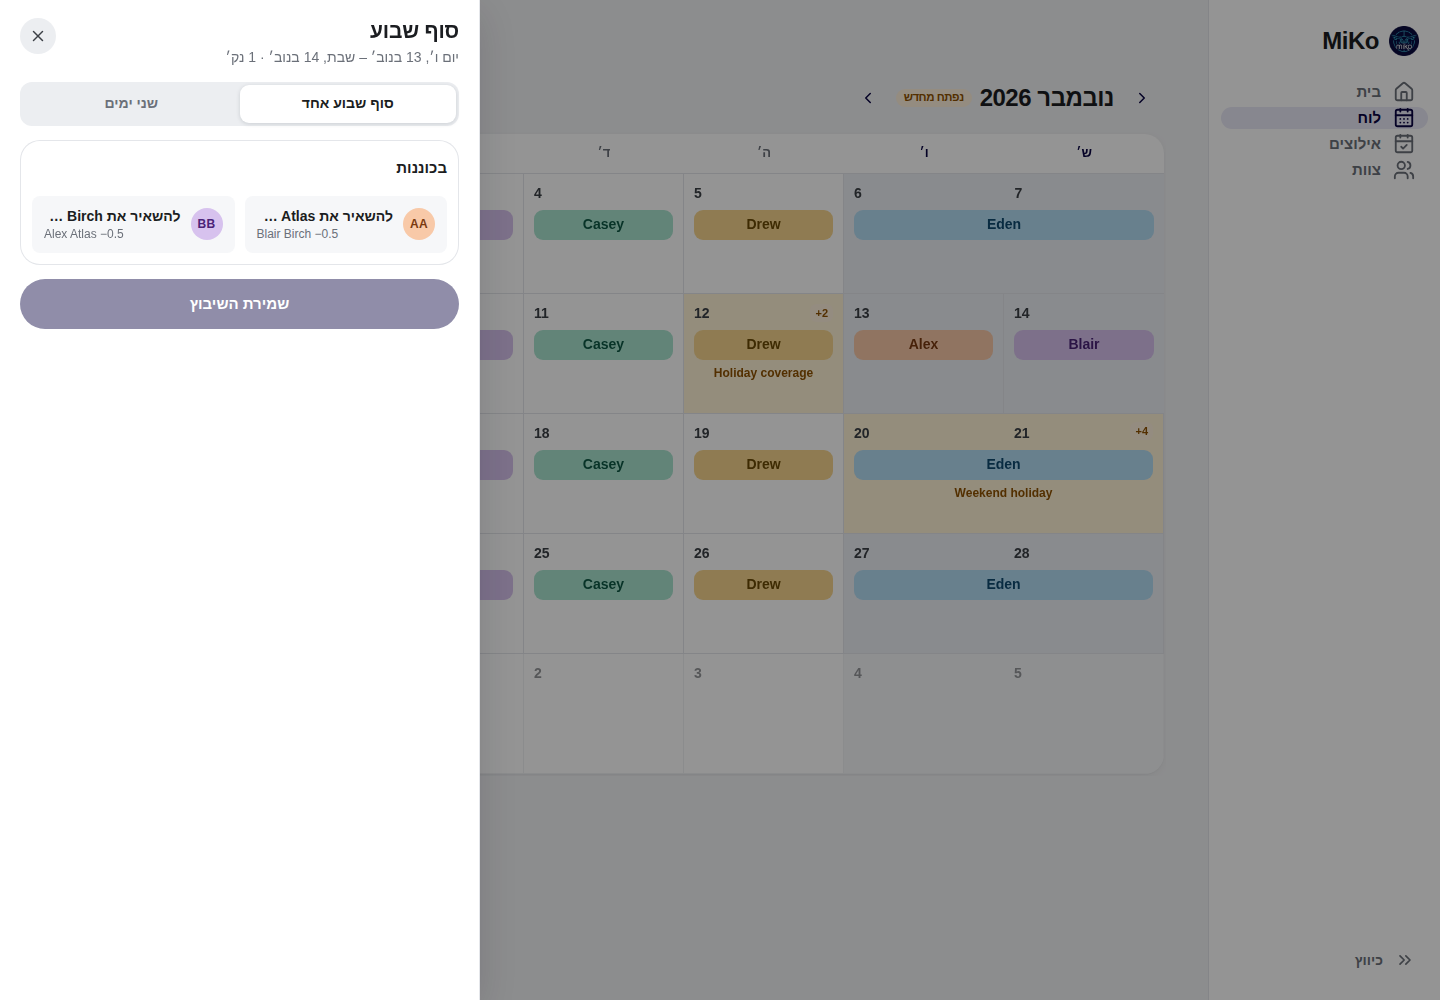 MiKo
miko
בית
לוח
אילוצים
צוות
כיווץ
נובמבר 2026
נפתח מחדש
ש׳
ו׳
ה׳
ד׳
4
5
6
7
Casey
Drew
Eden
11
12
+2
13
14
Casey
Drew
Alex
Blair
Holiday coverage
18
19
20
21
+4
Casey
Drew
Eden
Weekend holiday
25
26
27
28
Casey
Drew
Eden
2
3
4
5
סוף שבוע
יום ו׳, 13 בנוב׳ – שבת, 14 בנוב׳ · 1 נק׳
סוף שבוע אחד
שני ימים
בכוננות
AA
להשאיר את Atlas …
Blair Birch −0.5
BB
להשאיר את Birch …
Alex Atlas −0.5
שמירת השיבוץ